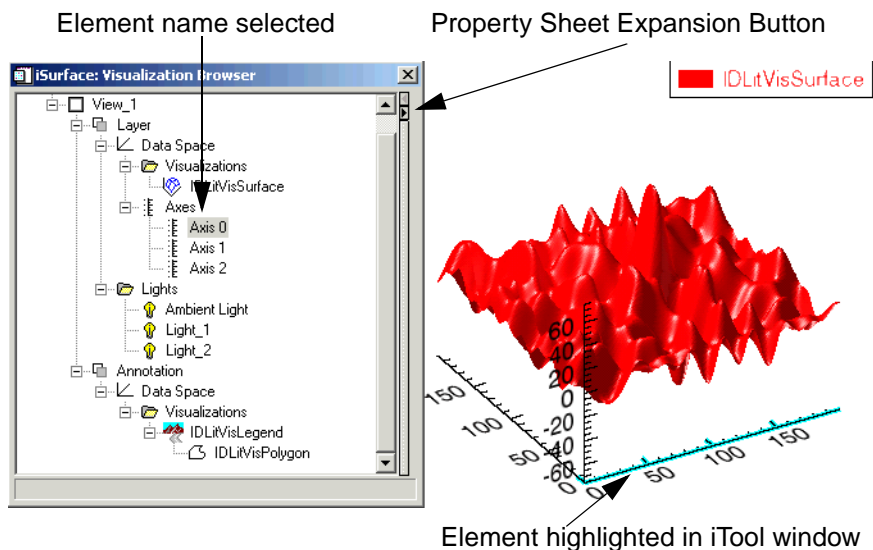 Element name selected
Property Sheet Expansion Button
iSurface: Visualization Browser
IDLitVisSurface
View_1
Layer
Data Space
Visualizations
IDLitVisSurface
Axes
Axis 0
Axis 1
Axis 2
Lights
Ambient Light
Light_1
Light_2
Annotation
Data Space
Visualizations
IDLitVisLegend
IDLitVisPolygon
60
40
20
0
-20
-40
-60
150
100
50
0
0
50
100
150
Element highlighted in iTool window